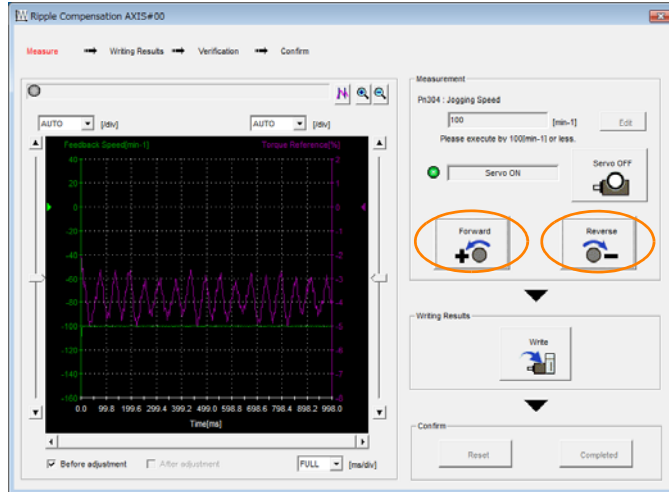 Ripple Compensation AXIS#00
Measure Writing Results Verification Confirm
AUTO [/div] AUTO [/div]
Feedback Speed[min-1] Torque Reference[%]
40 2
20 1
0 0
-20 -1
-40 -2
-60 -3
-80 -4
-100 -5
-120 -6
-140 -7
-160 -8
0.0 99.8 199.6 299.4 399.2 499.0 598.8 698.6 798.4 898.2 998.0
Time[ms]
Before adjustment After adjustment FULL [ms/div]
Measurement
Pn304 : Jogging Speed
100 [min-1] Edit
Please execute by 100[min-1] or less.
Servo ON Servo OFF
Forward Reverse
Writing Results
Write
Confirm
Reset Completed